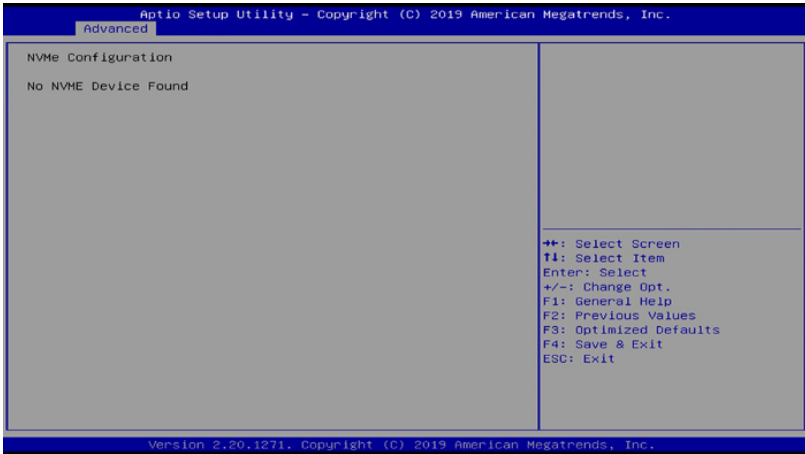 Aptio Setup Utility – Copyright (C) 2019 American Megatrends, Inc.
Advanced
NVMe Configuration
No NVME Device Found
→←: Select Screen
↑↓: Select Item
Enter: Select
+/-: Change Opt.
F1: General Help
F2: Previous Values
F3: Optimized Defaults
F4: Save & Exit
ESC: Exit
Version 2.20.1271. Copyright (C) 2019 American Megatrends, Inc.